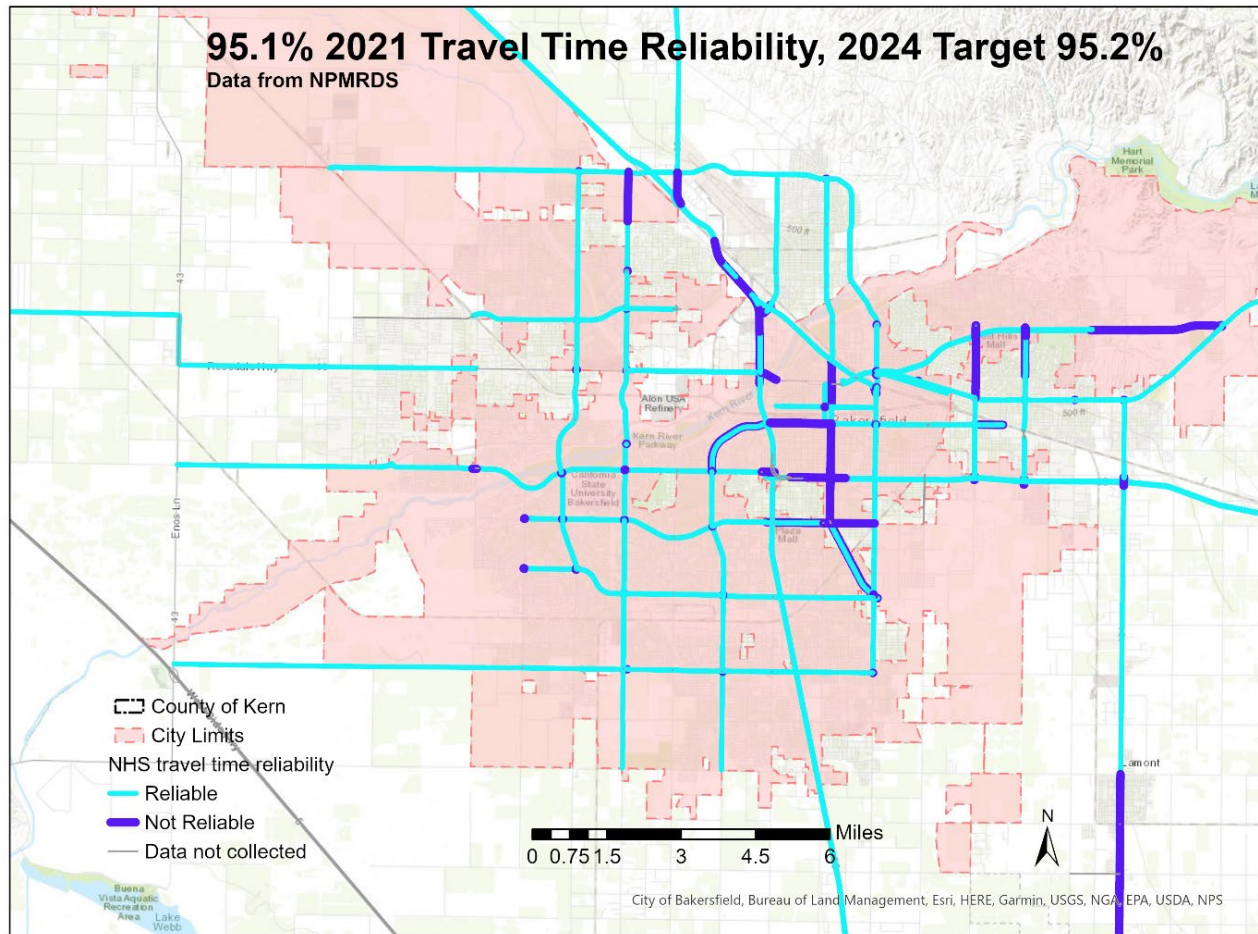 95.1% 2021 Travel Time Reliability, 2024 Target 95.2%
Data from NPMRDS
Hart
Memorial
Park
500 ft
43
Mall
Alon USA
Refinery
Kern River
500 ft
Kern River
Parkway
California
State
University
Bakersfield
Enos Ln
Plaza
Mall
43
County of Kern
City Limits
NHS travel time reliability
Reliable
Not Reliable
Data not collected
5
Lamont
N
Miles
0 0.75 1.5 3 4.5 6
Buena
Vista Aquatic
Recreation
Area
Lake
Webb
City of Bakersfield, Bureau of Land Management, Esri, HERE, Garmin, USGS, NGA, EPA, USDA, NPS